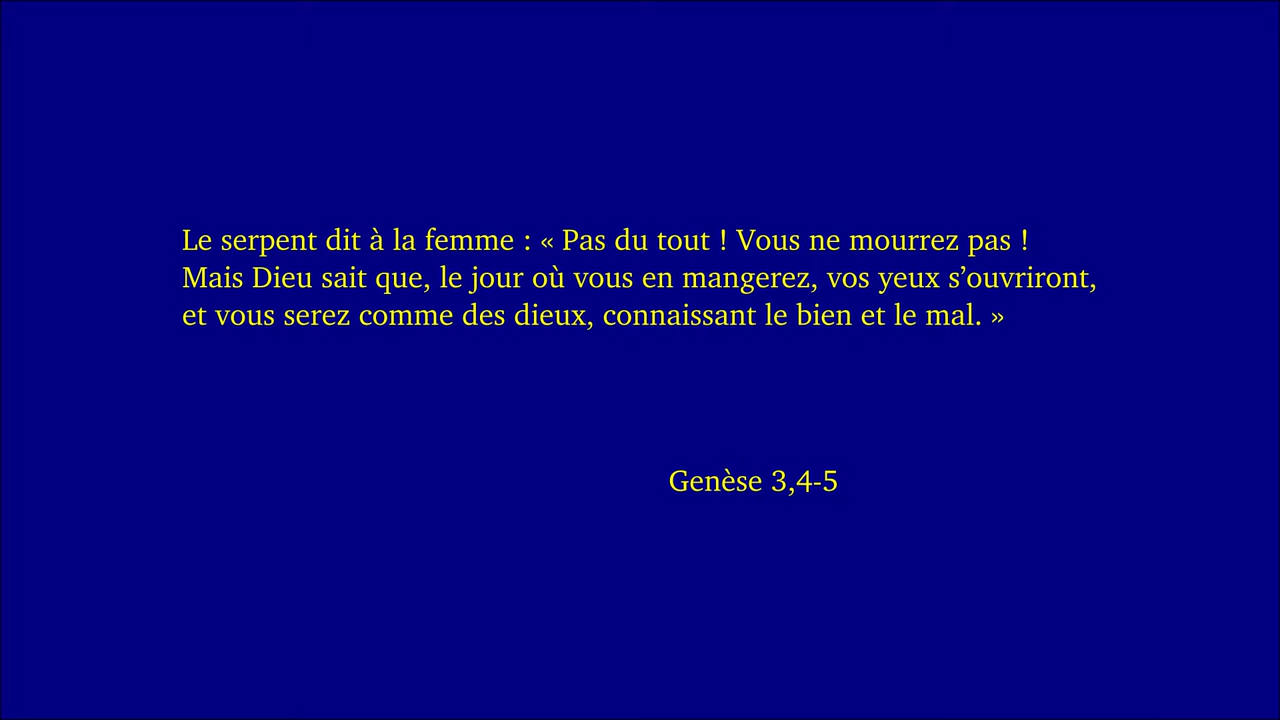 Le serpent dit à la femme : « Pas du tout ! Vous ne mourrez pas !
Mais Dieu sait que, le jour où vous en mangerez, vos yeux s’ouvriront,
et vous serez comme des dieux, connaissant le bien et le mal. »
Genèse 3,4-5